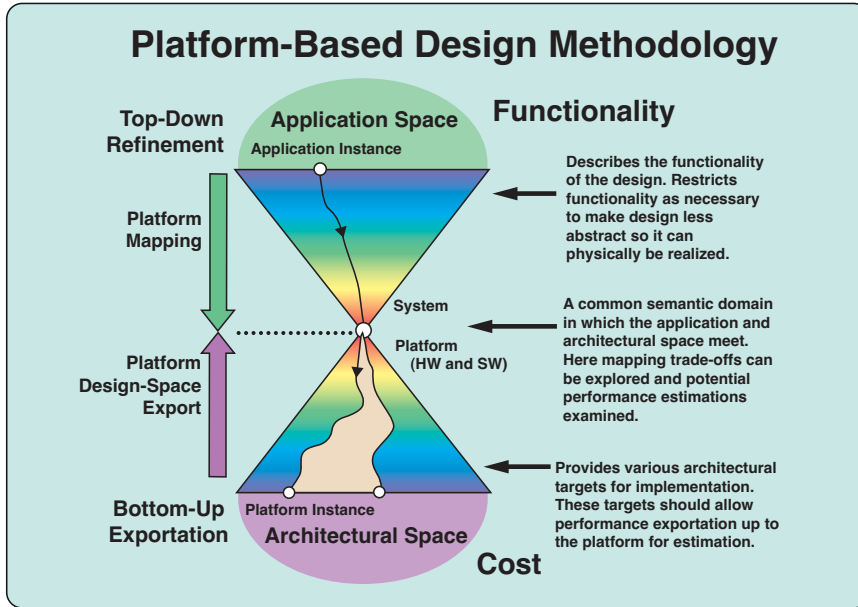 Platform-Based Design Methodology
Top-Down
Refinement
Application Space
Application Instance
Functionality
Platform
Mapping
Describes the functionality
of the design. Restricts
functionality as necessary
to make design less
abstract so it can
physically be realized.
System
Platform
(HW and SW)
A common semantic domain
in which the application and
architectural space meet.
Here mapping trade-offs can
be explored and potential
performance estimations
examined.
Platform
Design-Space
Export
Provides various architectural
targets for implementation.
These targets should allow
performance exportation up to
the platform for estimation.
Bottom-Up
Exportation
Platform Instance
Architectural Space
Cost